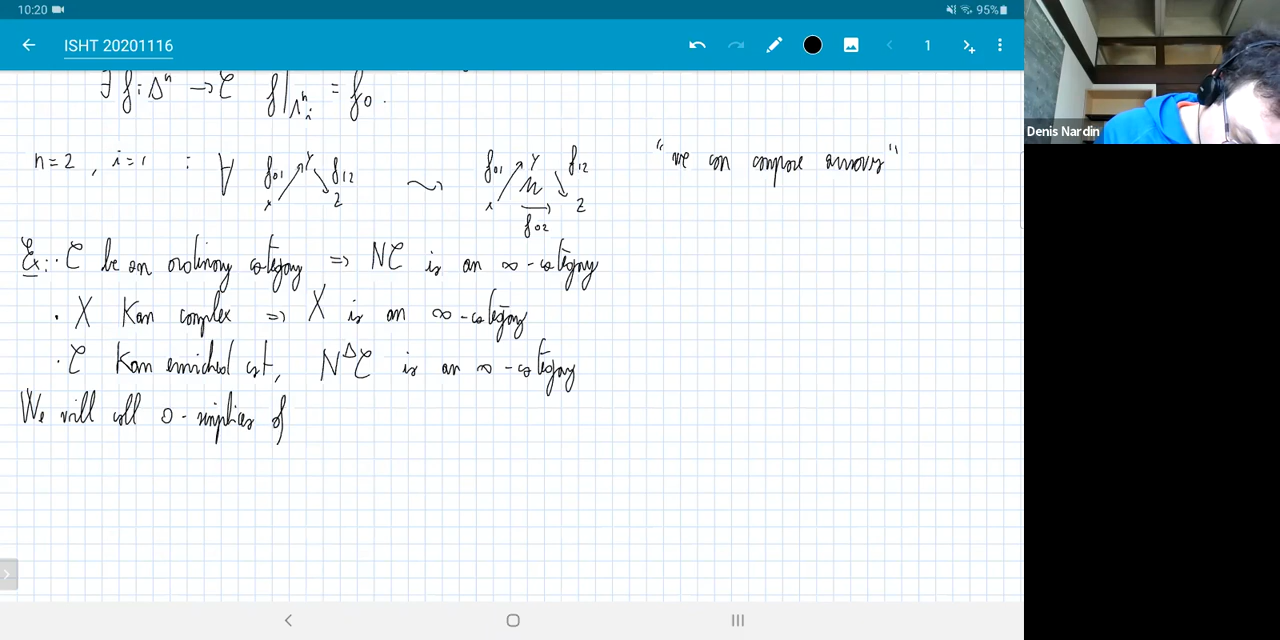 10:20
95%
ISHT 20201116
1
∃ f: Δⁿ → C f|Λⁿᵢ = f₀.
n=2, i=1 : ∀ f₀₁ Y f₁₂ x Z ⇝ f₀₁ Y f₁₂ x Z f₀₂ "we can compose arrows"
Ex: · C be an ordinary category ⇒ NC is an ∞-category
· X Kan complex ⇒ X is an ∞-category
· C Kan enriched cat, N^Δ C is an ∞-category
We will call 0-simplices of
Denis Nardin